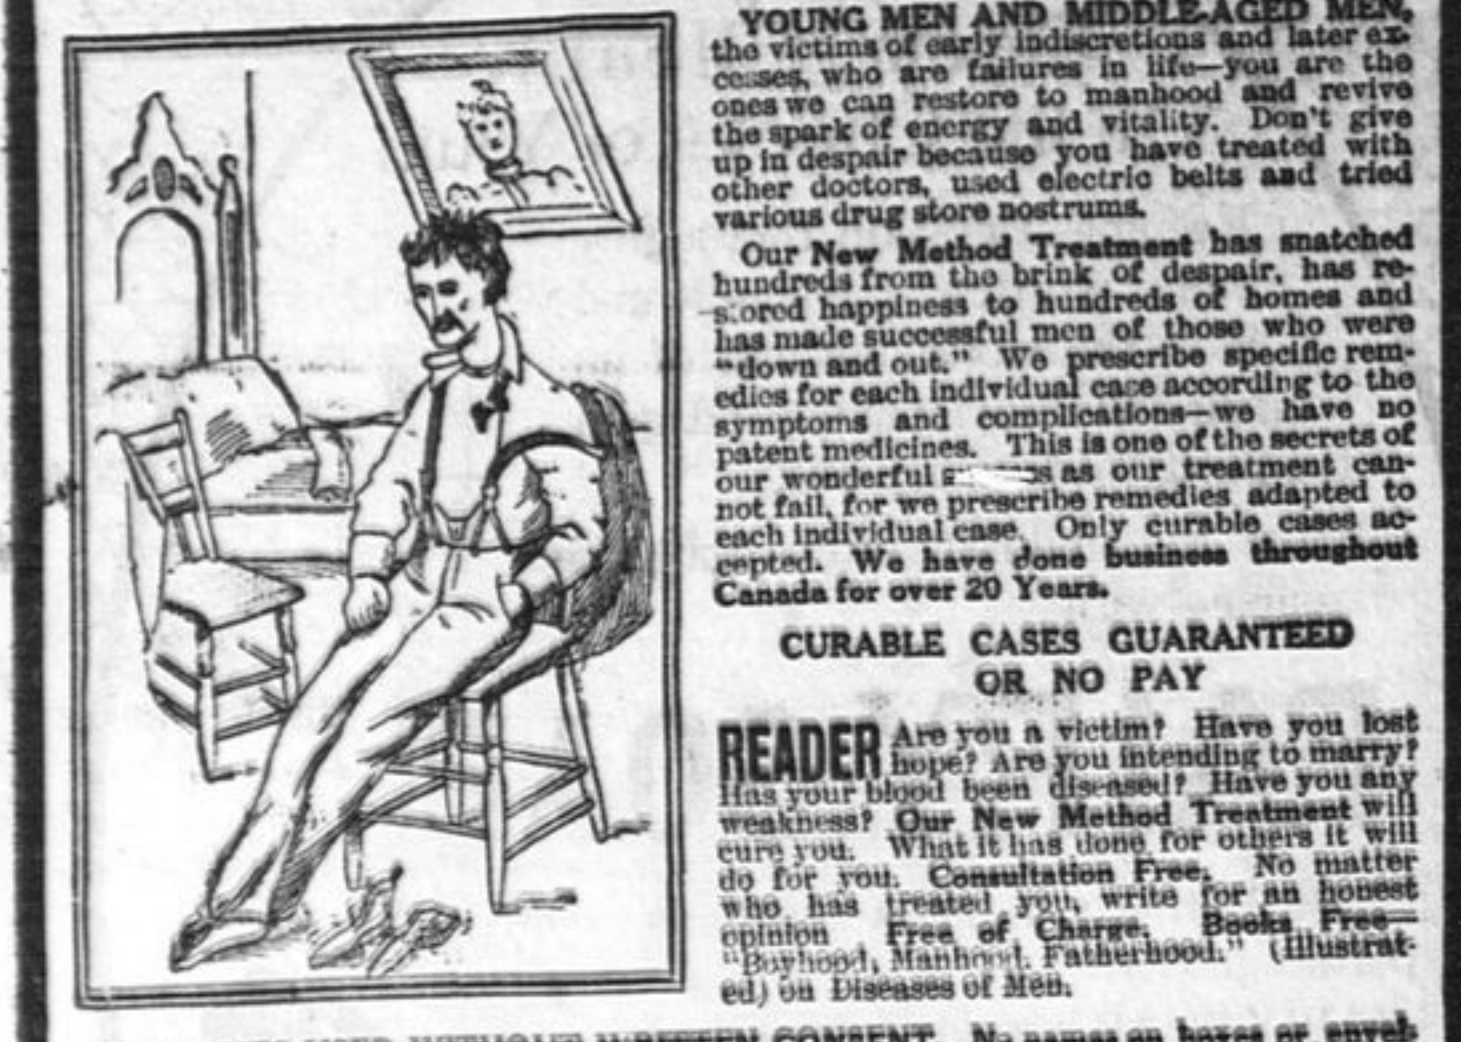 YOUNG MEN AND MIDDLE-AGED MEN,
the victims of early indiscretions and later ex-
cesses, who are failures in life—you are the
ones we can restore to manhood and revive
the spark of energy and vitality. Don't give
up in despair because you have treated with
other doctors, used electric belts and tried
various drug store nostrums.
Our New Method Treatment has snatched
hundreds from the brink of despair, has re-
stored happiness to hundreds of homes and
has made successful men of those who were
"down and out." We prescribe specific rem-
edies for each individual case according to the
symptoms and complications—we have no
patent medicines. This is one of the secrets of
our wonderful as our treatment can-
not fail, for we prescribe remedies adapted to
each individual case. Only curable cases ac-
cepted. We have done business throughout
Canada for over 20 Years.
CURABLE CASES GUARANTEED
OR NO PAY
READER Are you a victim? Have you lost
hope? Are you intending to marry?
Has your blood been diseased? Have you any
weakness? Our New Method Treatment will
cure you. What it has done for others it will
do for you. Consultation Free. No matter
who has treated you, write for an honest
opinion Free of Charge. Books Free—
"Boyhood, Manhood, Fatherhood." (Illustrat-
ed) on Diseases of Men.
WITHOUT WRITTEN CONSENT. No names on boxes or envel-